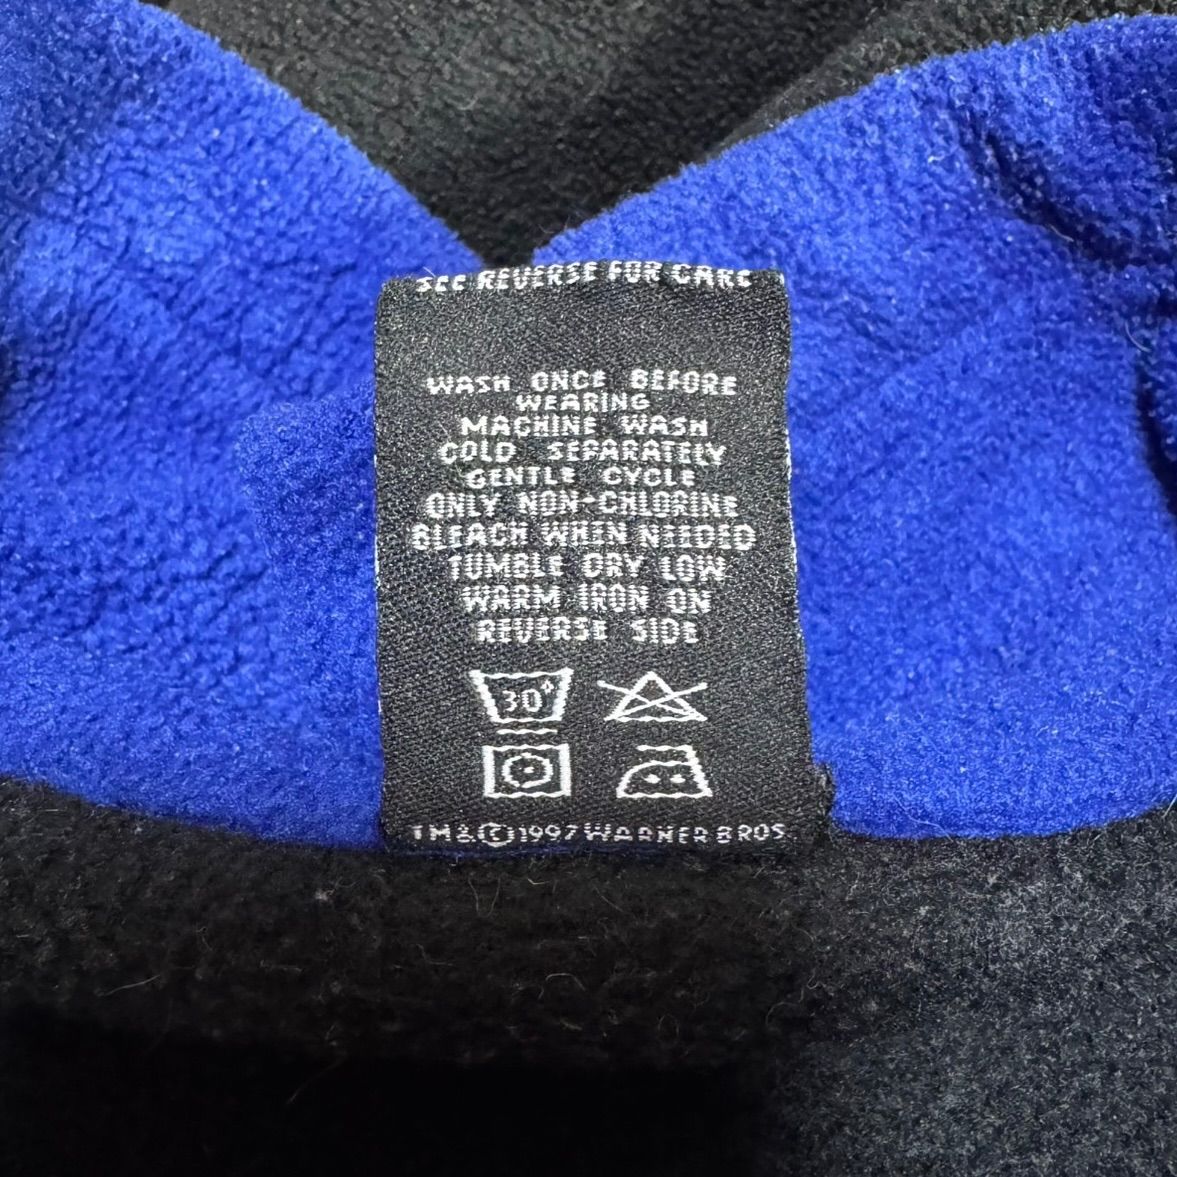 SEE REVERSE FOR CARE
WASH ONCE BEFORE
WEARING
MACHINE WASH
COLD SEPARATELY
GENTLE CYCLE
ONLY NON-CHLORINE
BLEACH WHEN NEEDED
TUMBLE DRY LOW
WARM IRON ON
REVERSE SIDE
30°
TM & © 1997 WARNER BROS